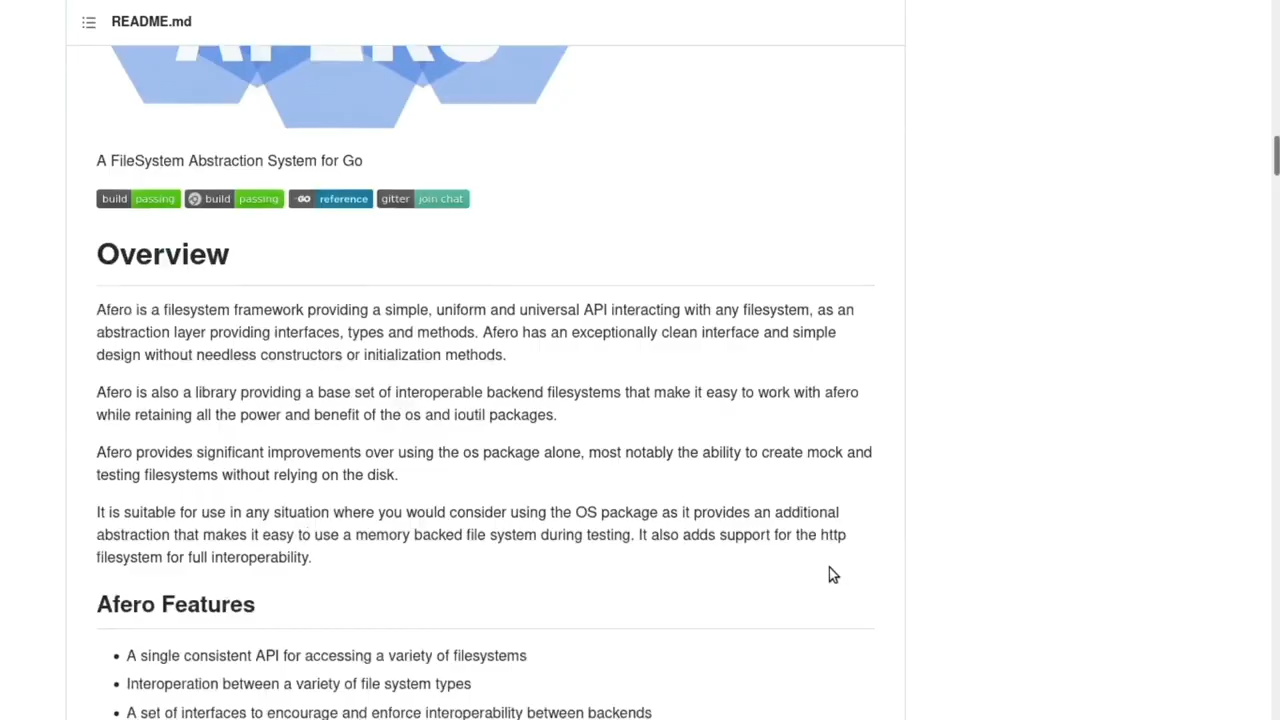 README.md
AFERO
A FileSystem Abstraction System for Go
build passing build passing GO reference gitter join chat
Overview
Afero is a filesystem framework providing a simple, uniform and universal API interacting with any filesystem, as an
abstraction layer providing interfaces, types and methods. Afero has an exceptionally clean interface and simple
design without needless constructors or initialization methods.
Afero is also a library providing a base set of interoperable backend filesystems that make it easy to work with afero
while retaining all the power and benefit of the os and ioutil packages.
Afero provides significant improvements over using the os package alone, most notably the ability to create mock and
testing filesystems without relying on the disk.
It is suitable for use in any situation where you would consider using the OS package as it provides an additional
abstraction that makes it easy to use a memory backed file system during testing. It also adds support for the http
filesystem for full interoperability.
Afero Features
• A single consistent API for accessing a variety of filesystems
• Interoperation between a variety of file system types
• A set of interfaces to encourage and enforce interoperability between backends